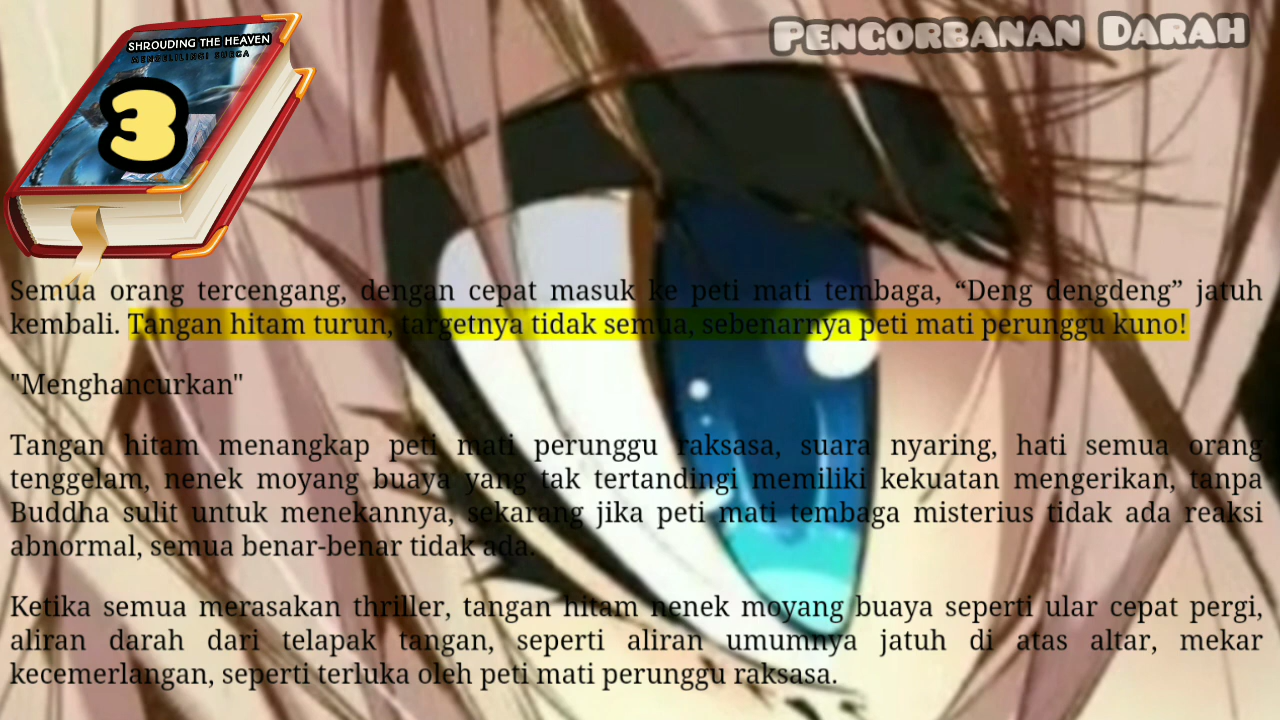 Pengorbanan Darah
SHROUDING THE HEAVEN
MENGELILINGI SURGA
3
Semua orang tercengang, dengan cepat masuk ke peti mati tembaga, “Deng dengdeng” jatuh
kembali. Tangan hitam turun, targetnya tidak semua, sebenarnya peti mati perunggu kuno!
"Menghancurkan"
Tangan hitam menangkap peti mati perunggu raksasa, suara nyaring, hati semua orang
tenggelam, nenek moyang buaya yang tak tertandingi memiliki kekuatan mengerikan, tanpa
Buddha sulit untuk menekannya, sekarang jika peti mati tembaga misterius tidak ada reaksi
abnormal, semua benar-benar tidak ada.
Ketika semua merasakan thriller, tangan hitam nenek moyang buaya seperti ular cepat pergi,
aliran darah dari telapak tangan, seperti aliran umumnya jatuh di atas altar, mekar
kecemerlangan, seperti terluka oleh peti mati perunggu raksasa.